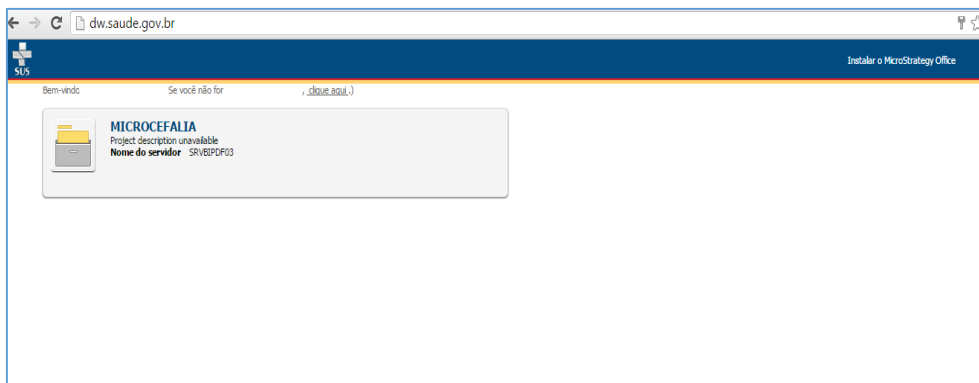 dw.saude.gov.br
SUS
Instalar o MicroStrategy Office
Bem-vindo Se você não for , clique aqui .)
MICROCEFALIA
Project description unavailable
Nome do servidor SRVBIPDF03